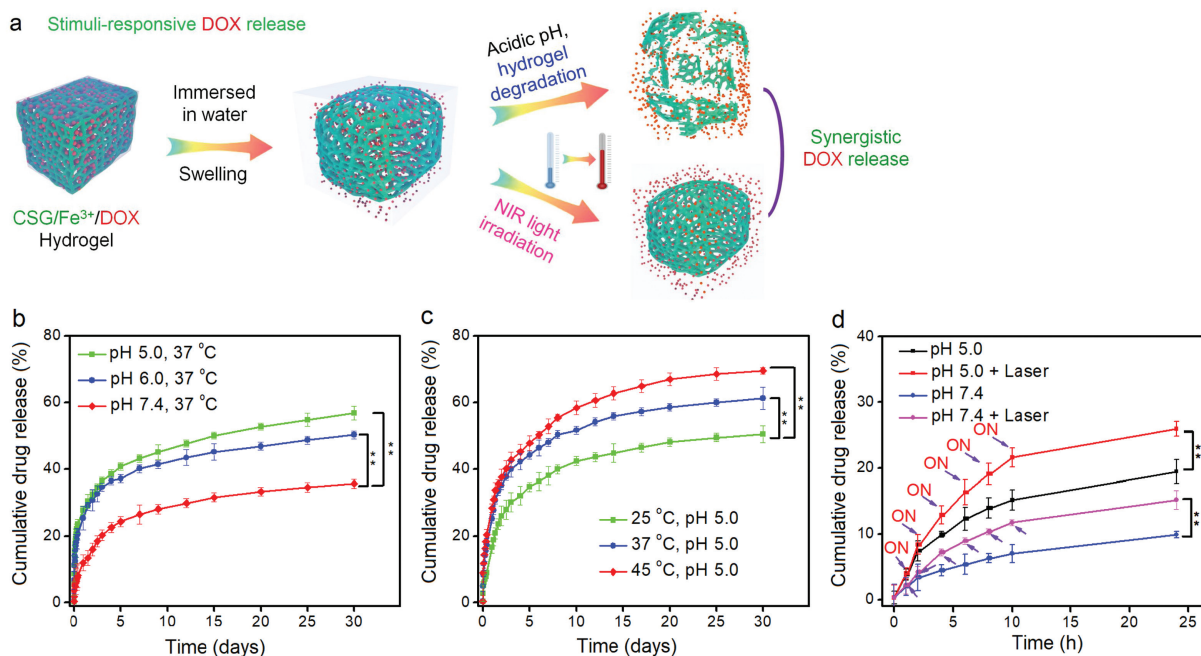 a
Stimuli-responsive DOX release
CSG/Fe³⁺/DOX
Hydrogel
Immersed
in water
Swelling
Acidic pH,
hydrogel
degradation
NIR light
irradiation
Synergistic
DOX release
b
Cumulative drug release (%)
80
60
40
20
0
pH 5.0, 37 °C
pH 6.0, 37 °C
pH 7.4, 37 °C
**
**
0 5 10 15 20 25 30
Time (days)
c
Cumulative drug release (%)
80
60
40
20
0
**
**
25 °C, pH 5.0
37 °C, pH 5.0
45 °C, pH 5.0
0 5 10 15 20 25 30
Time (days)
d
Cumulative drug release (%)
40
30
20
10
0
pH 5.0
pH 5.0 + Laser
pH 7.4
pH 7.4 + Laser
ON
ON
ON
ON
ON
ON
**
**
0 5 10 15 20 25
Time (h)